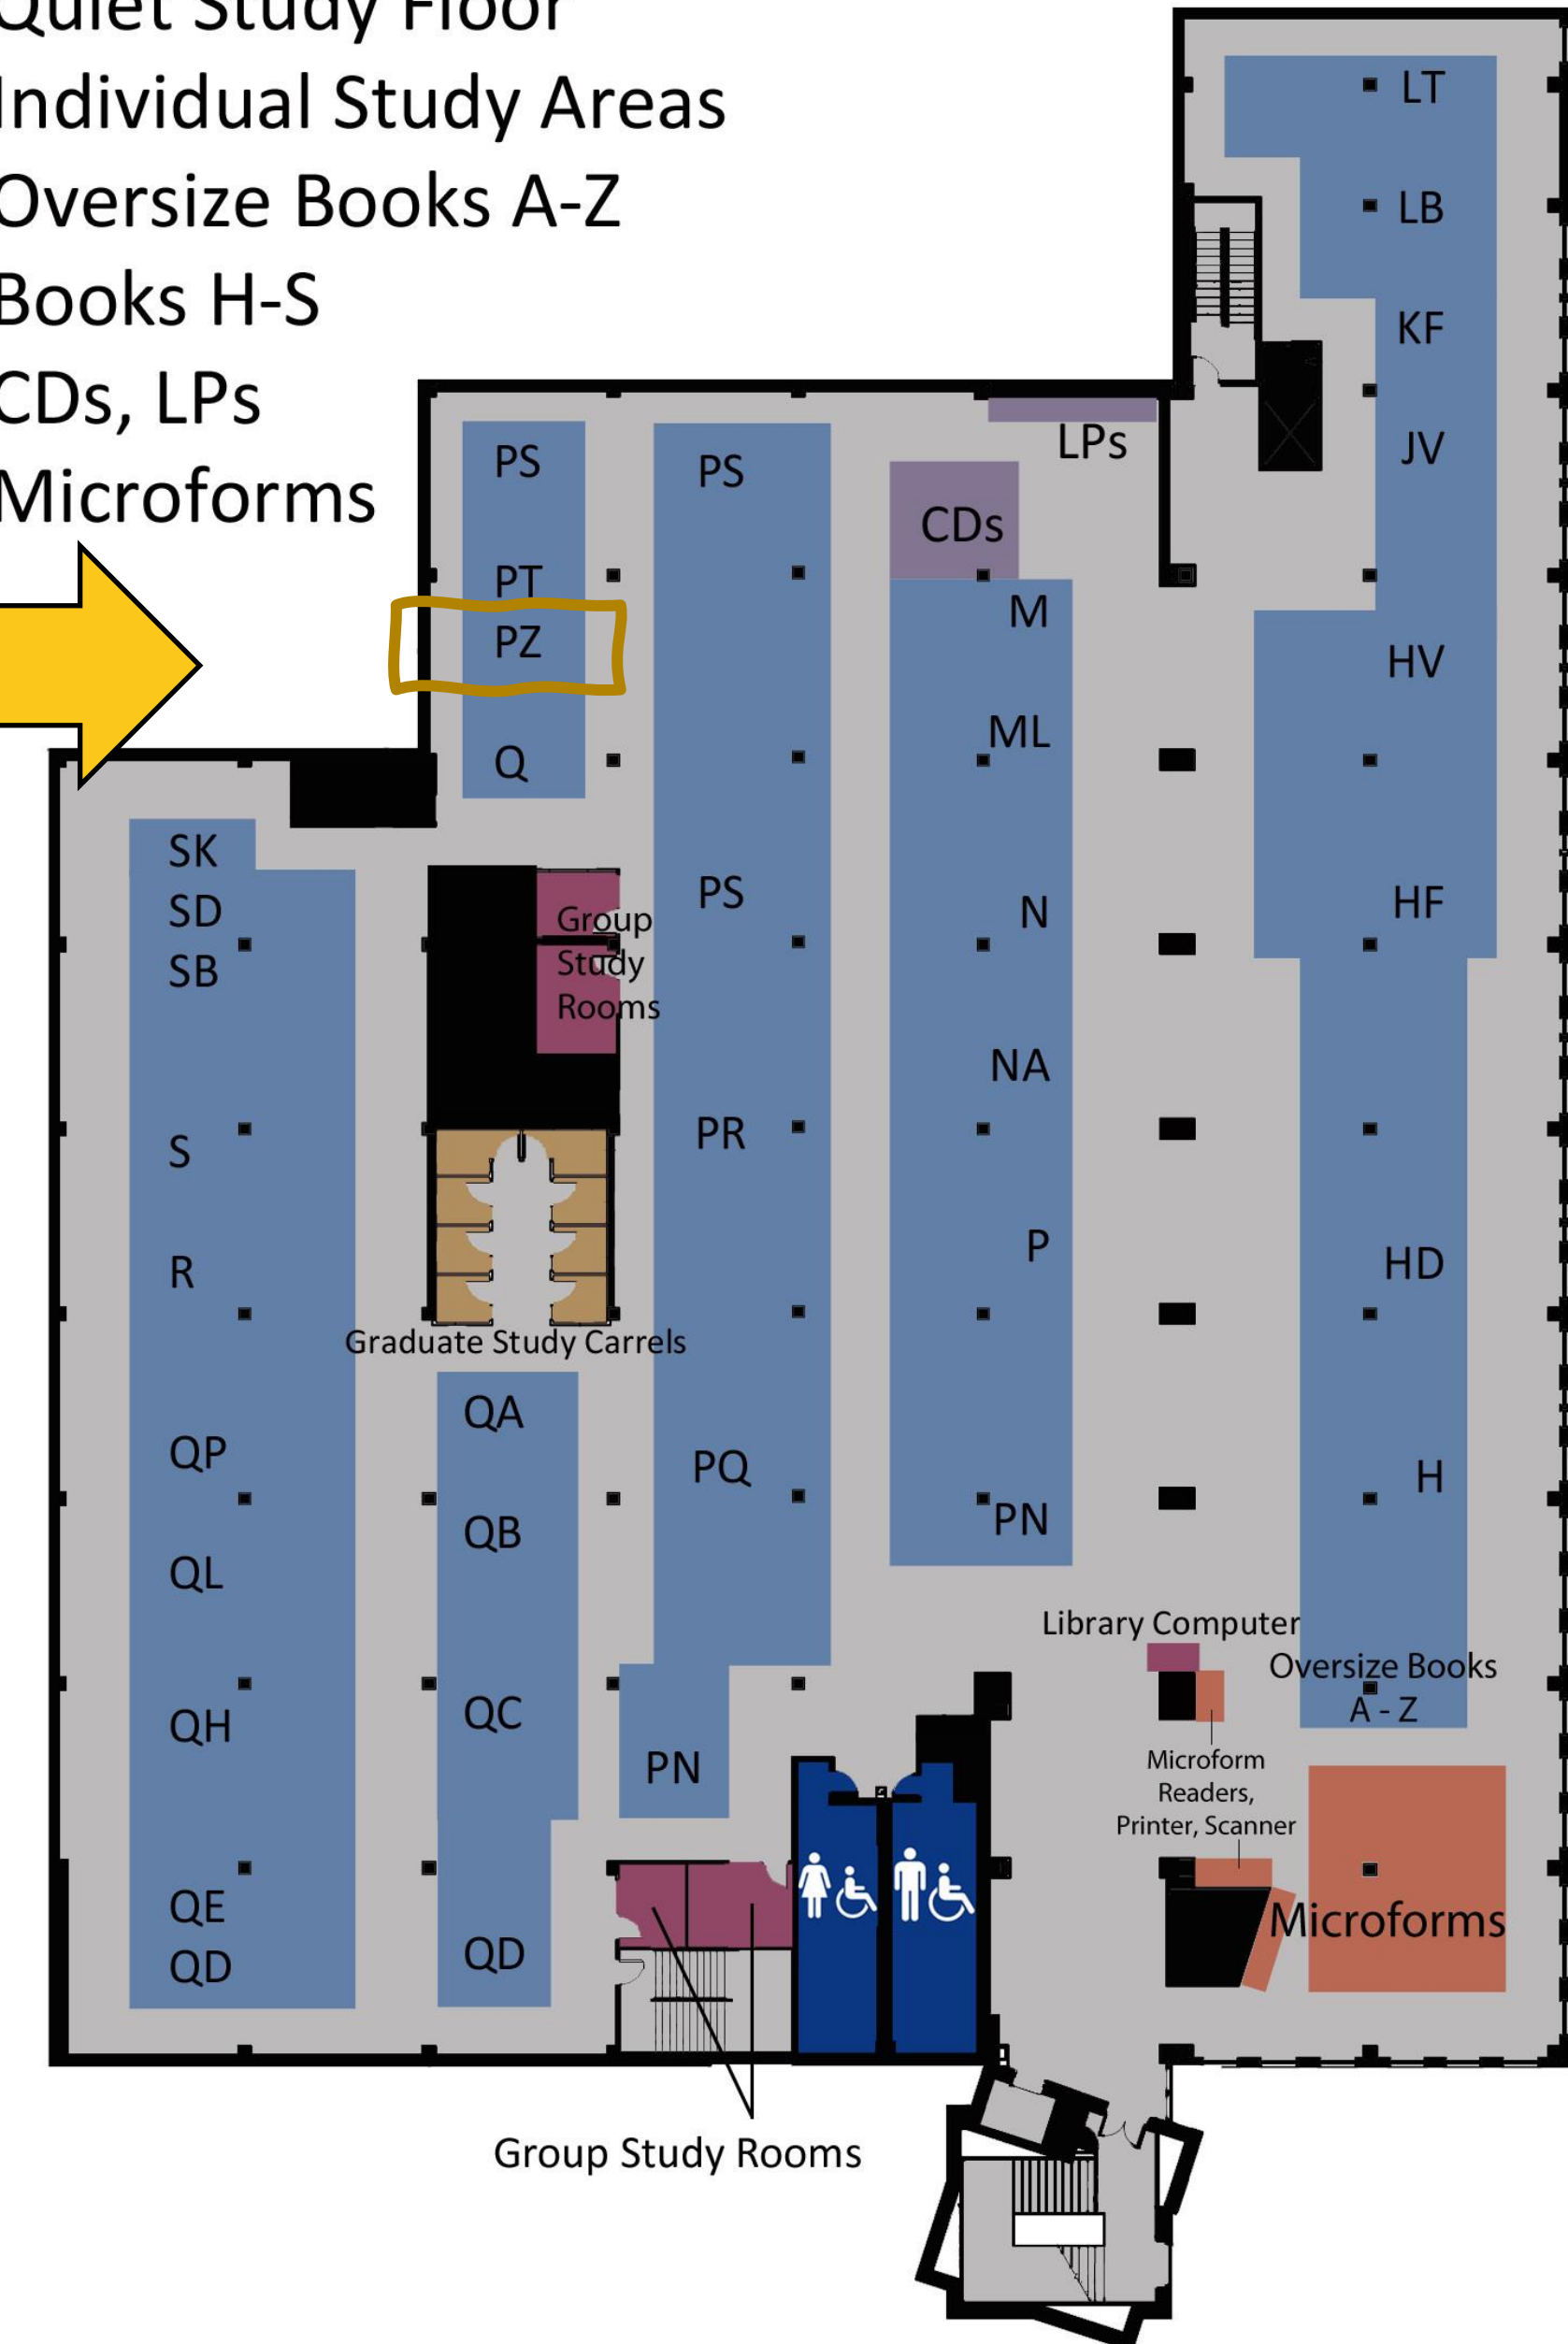 Quiet Study Floor
Individual Study Areas
Oversize Books A-Z
Books H-S
CDs, LPs
Microforms
LT
LB
KF
JV
HV
HF
HD
H
Oversize Books
A - Z
LPs
CDs
M
ML
N
NA
P
PN
PS
PS
PR
PQ
PN
PS
PT
PZ
Q
Group
Study
Rooms
Graduate Study Carrels
QA
QB
QC
QD
SK
SD
SB
S
R
QP
QL
QH
QE
QD
Library Computer
Microform
Readers,
Printer, Scanner
Microforms
Group Study Rooms